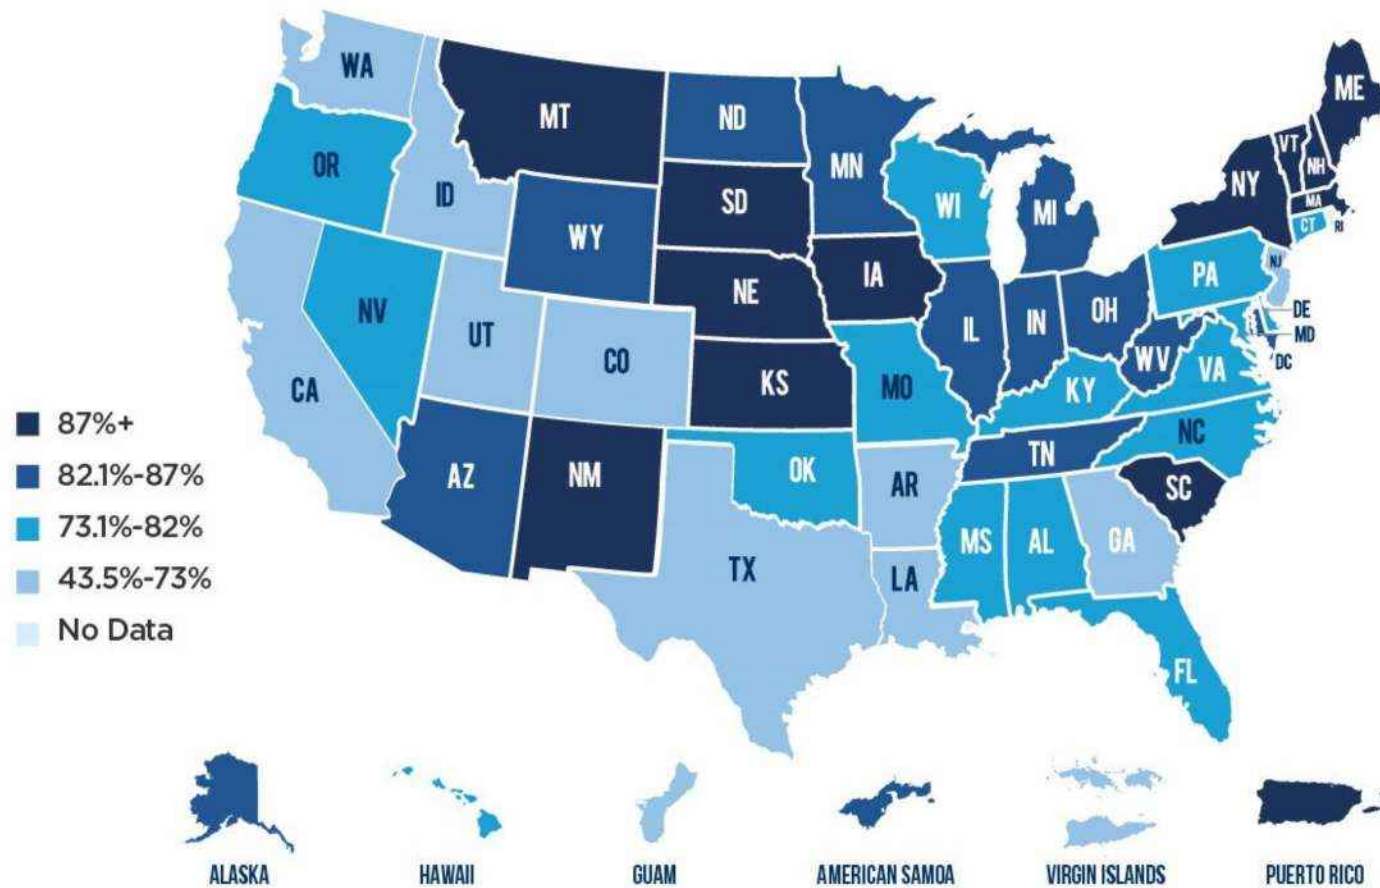 WA
MT
ND
MN
ME
VT
NH
NY
MA
CT
RI
OR
ID
SD
WI
MI
WY
IA
PA
NJ
NV
NE
IL
IN
OH
DE
MD
DC
UT
CO
WV
VA
CA
KS
MO
KY
AZ
NM
OK
TN
NC
AR
SC
MS
AL
GA
TX
LA
FL
87%+
82.1%-87%
73.1%-82%
43.5%-73%
No Data
ALASKA
HAWAII
GUAM
AMERICAN SAMOA
VIRGIN ISLANDS
PUERTO RICO